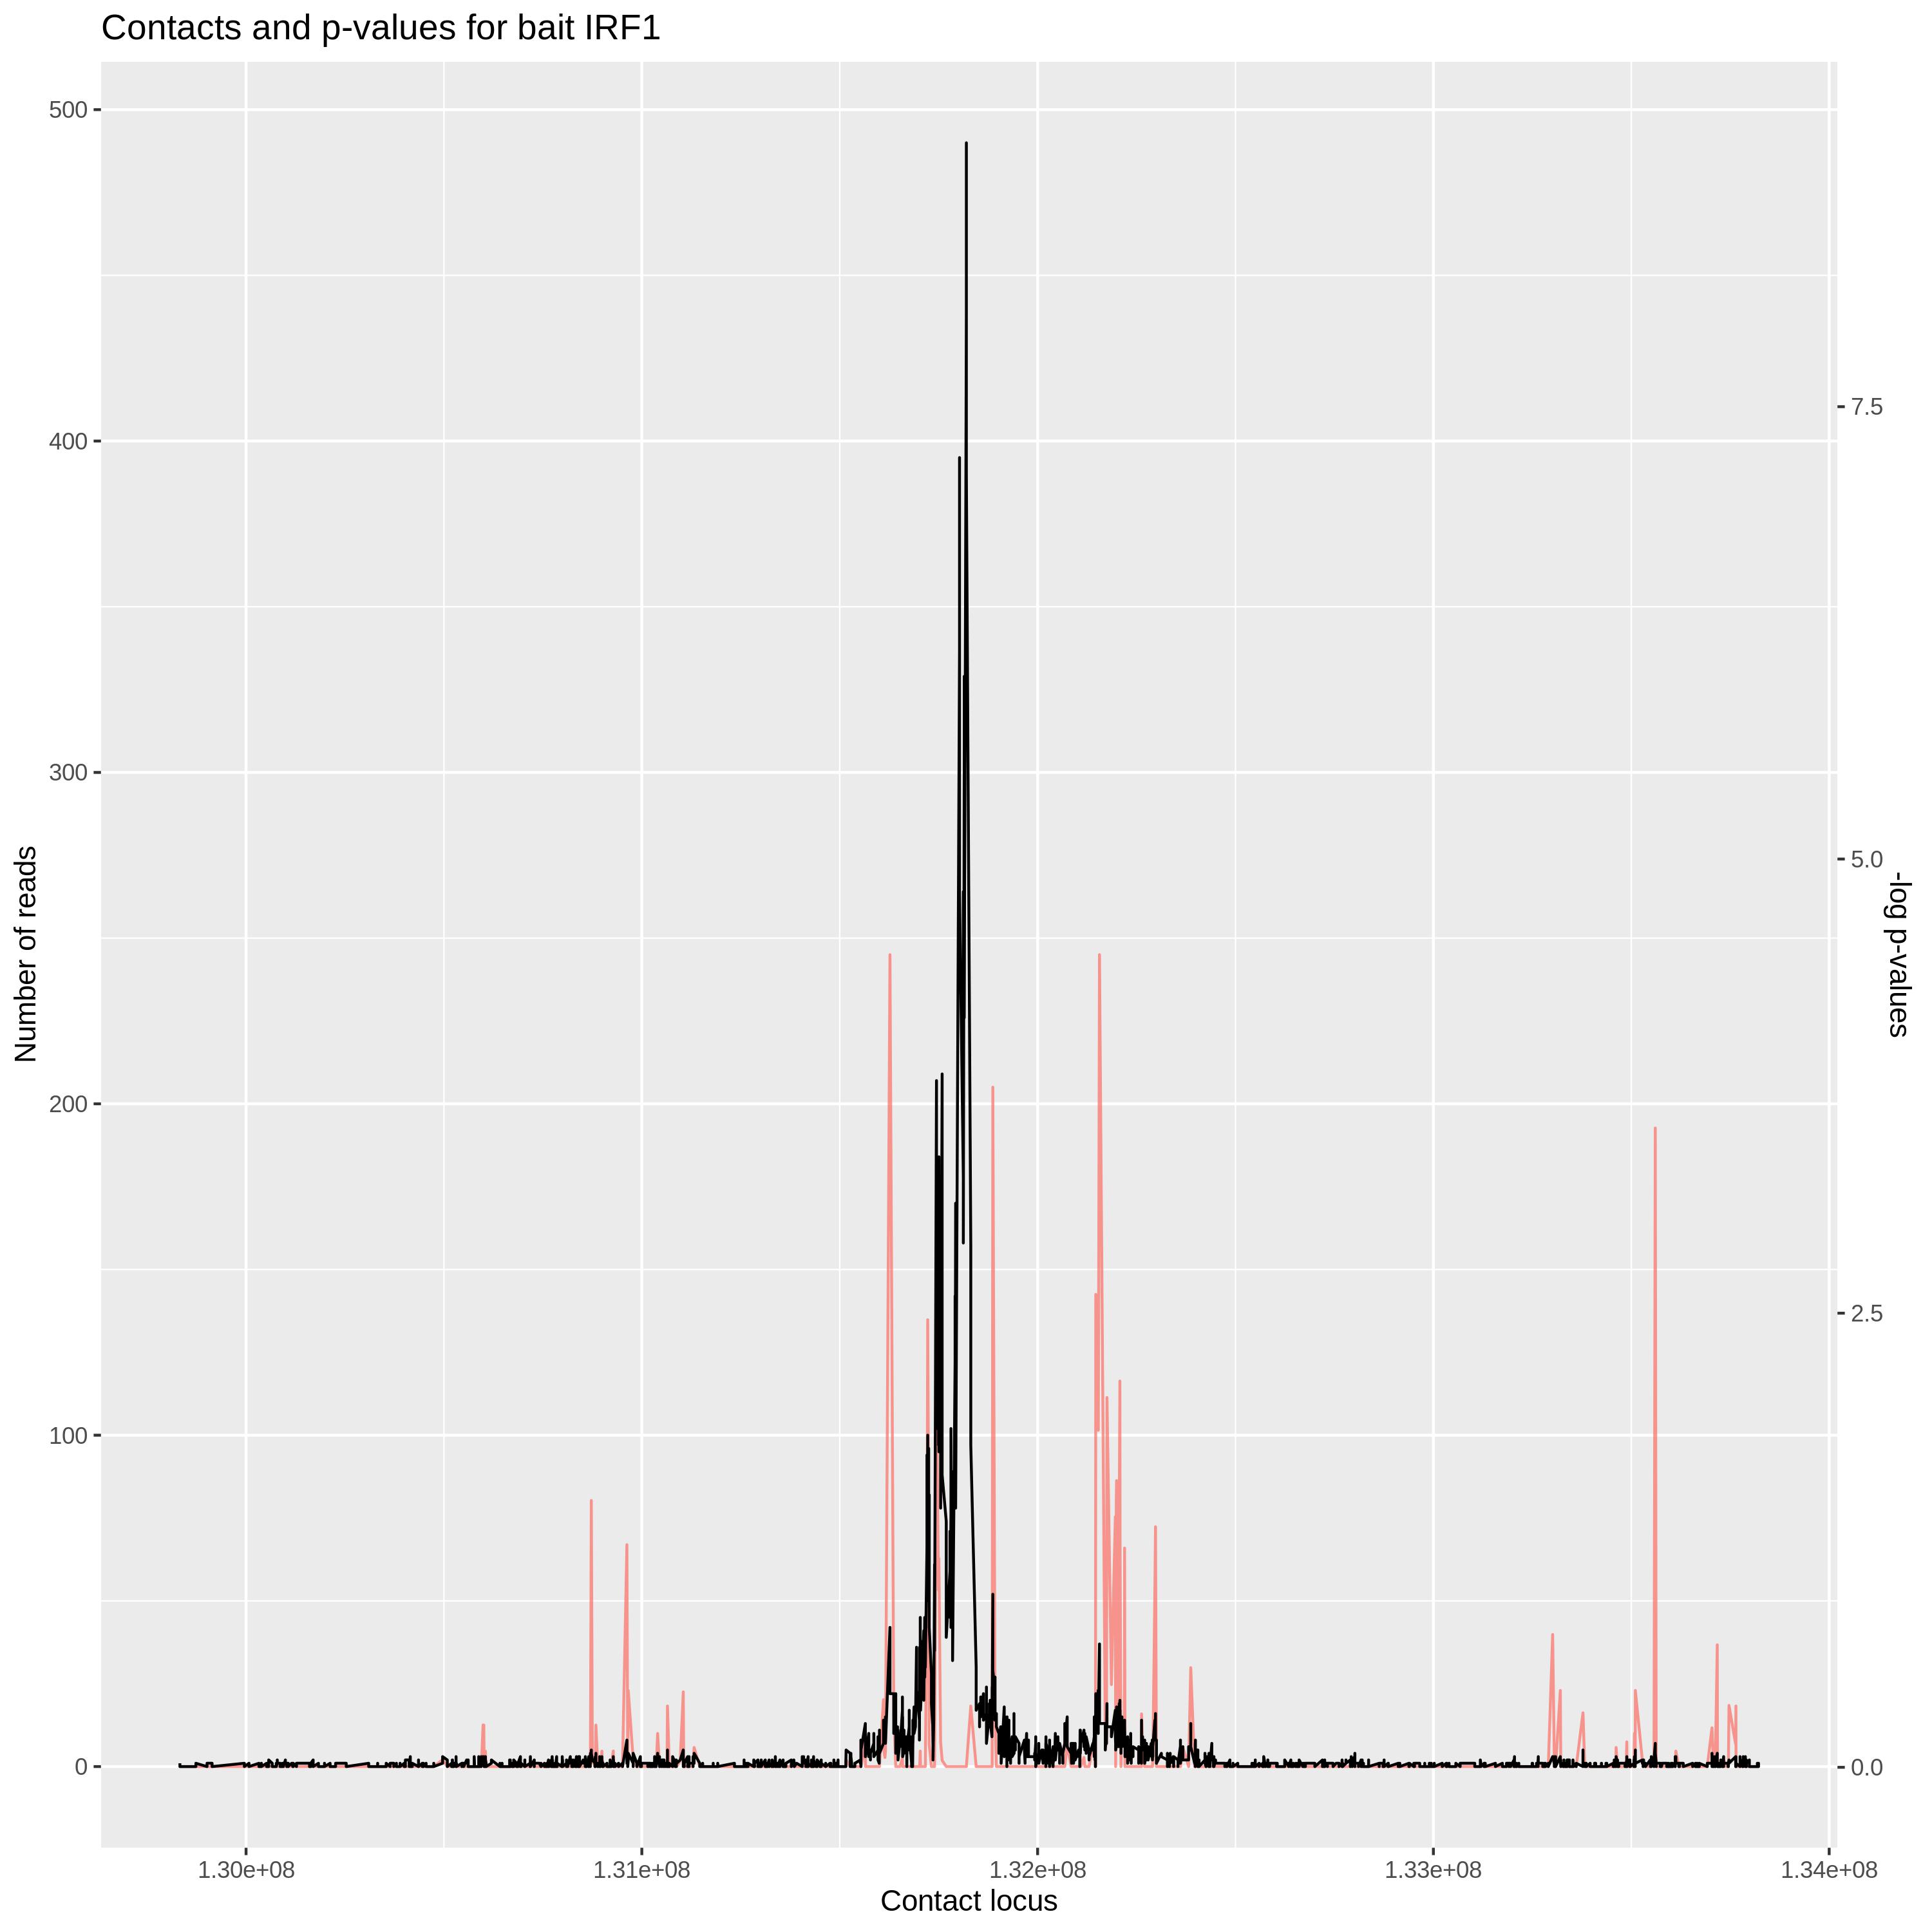 Contacts and p-values for bait IRF1
500
400
300
200
100
0
Number of reads
7.5
5.0
2.5
0.0
-log p-values
1.30e+08 1.31e+08 1.32e+08 1.33e+08 1.34e+08
Contact locus